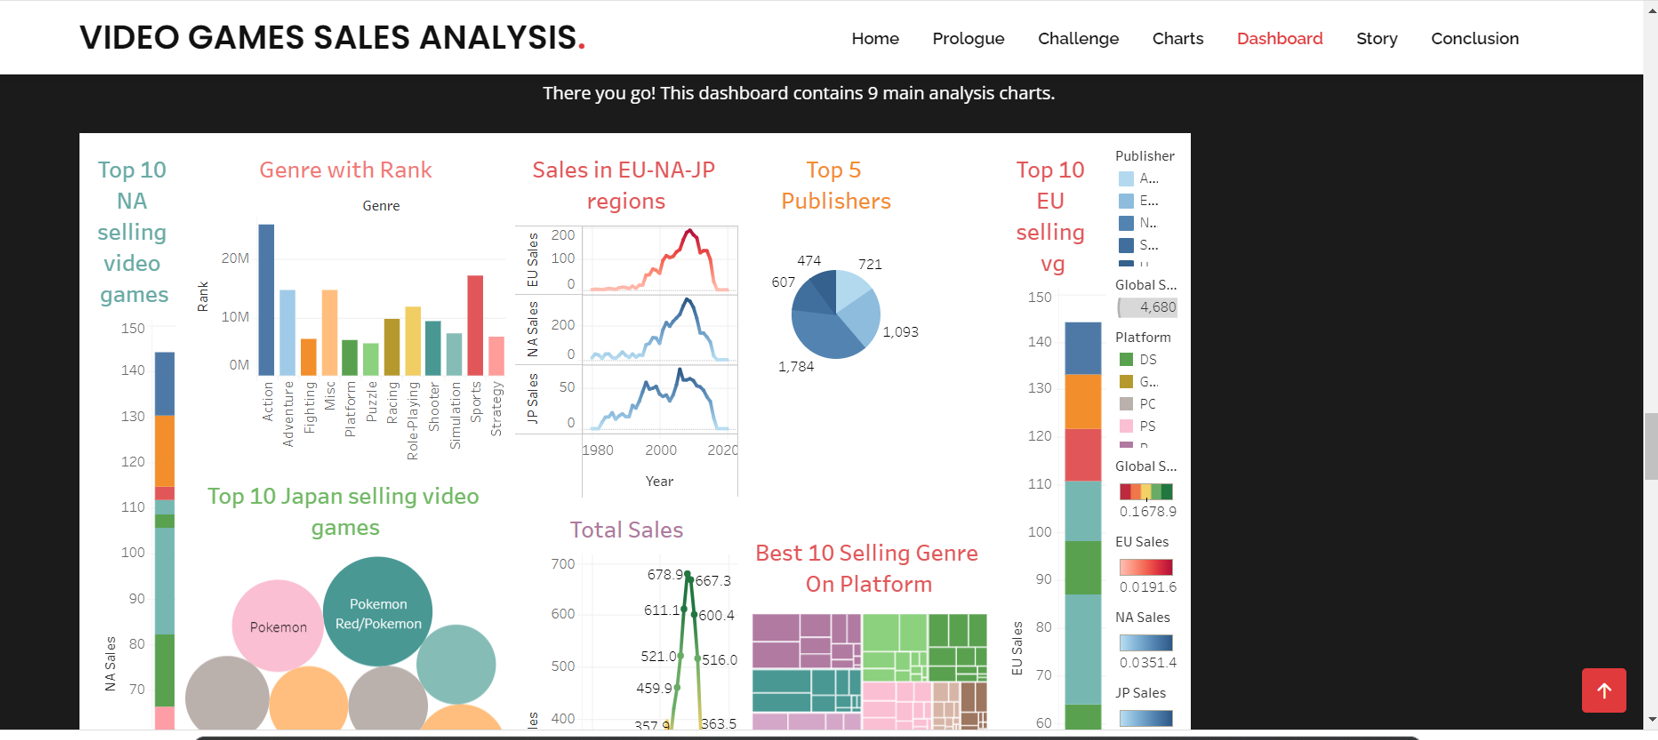 VIDEO GAMES SALES ANALYSIS.
Home Prologue Challenge Charts Dashboard Story Conclusion
There you go! This dashboard contains 9 main analysis charts.
Top 10
NA
selling
video
games
150
140
130
120
110
100
90
80
70
NA Sales
Genre with Rank
Genre
Rank
20M
10M
0M
Action
Adventure
Fighting
Misc
Platform
Puzzle
Racing
Role-Playing
Shooter
Simulation
Sports
Strategy
Sales in EU-NA-JP
regions
EU Sales
200
100
0
NA Sales
200
0
JP Sales
50
0
1980 2000 2020
Year
Top 5
Publishers
474
721
607
1,093
1,784
Top 10 Japan selling video
games
Pokemon
Pokemon
Red/Pokemon
Total Sales
700
600
500
400
678.9
667.3
611.1
600.4
521.0
516.0
459.9
357.9
363.5
les
Best 10 Selling Genre
On Platform
Top 10
EU
selling
vg
150
140
130
120
110
100
90
80
70
60
EU Sales
Publisher
A...
E...
N...
S...
Global S...
4,680
Platform
DS
G...
PC
PS
Global S...
0.1678.9
EU Sales
0.0191.6
NA Sales
0.0351.4
JP Sales